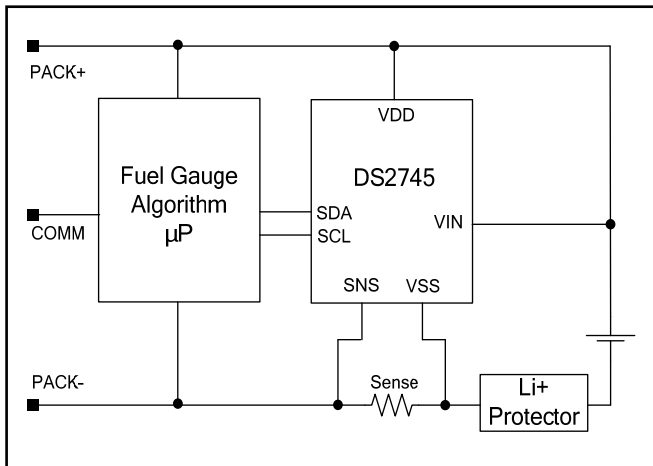 PACK+
VDD
Fuel Gauge
Algorithm
µP
DS2745
COMM
SDA
SCL
VIN
SNS
VSS
PACK-
Sense
Li+
Protector